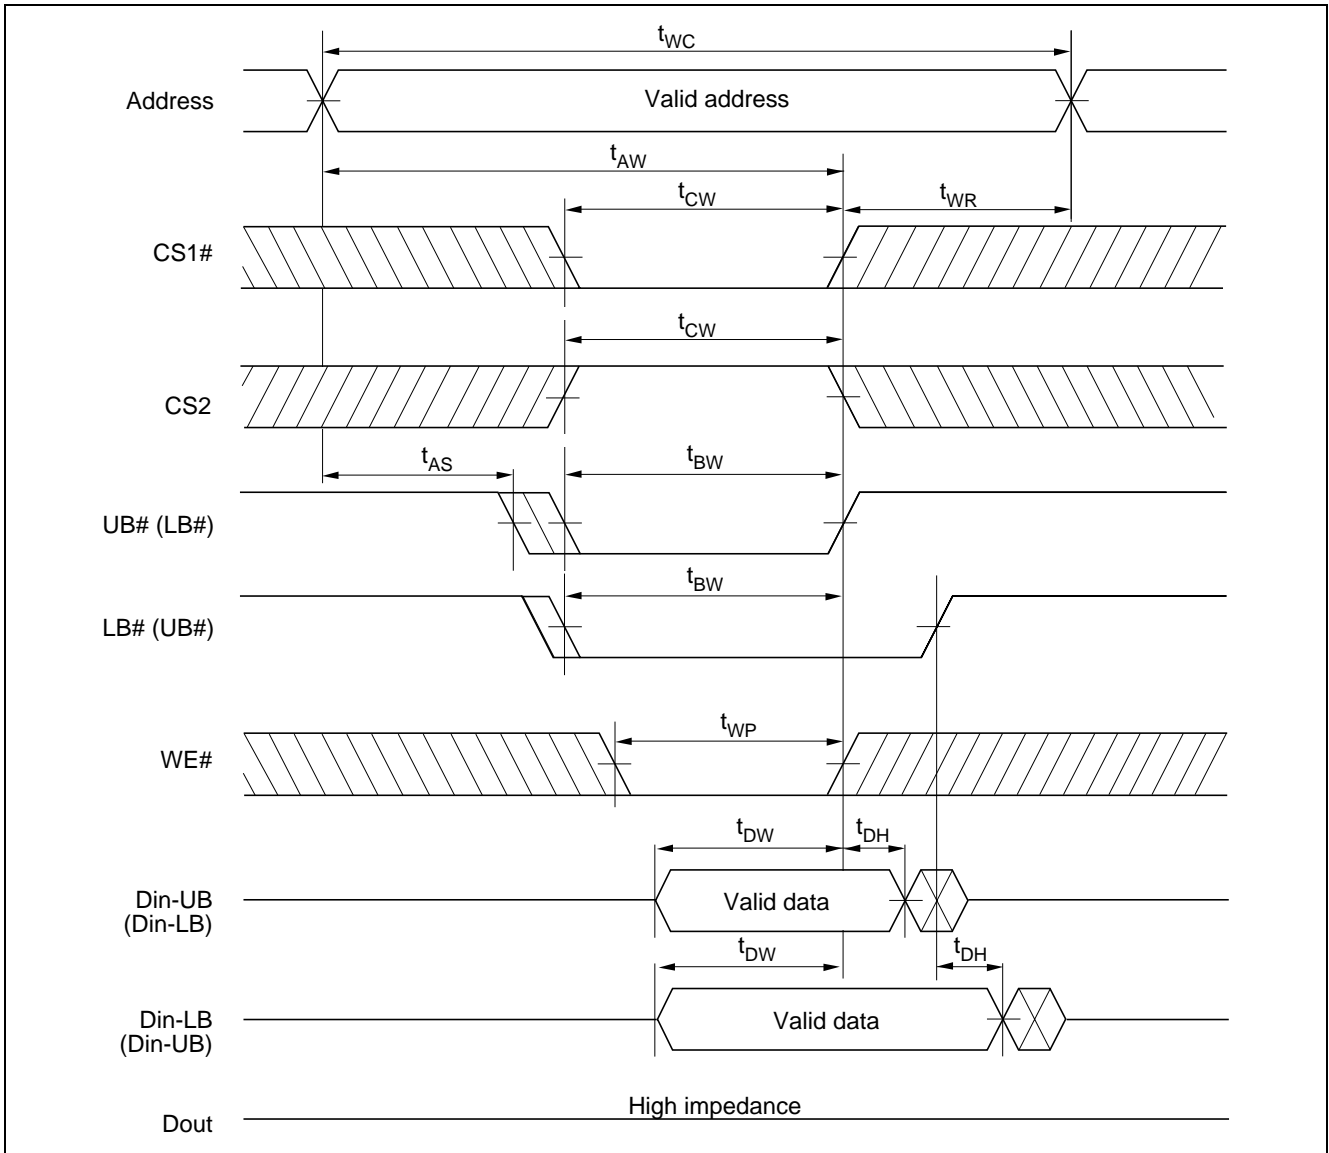 tWC
Address
Valid address
tAW
tCW
tWR
CS1#
tCW
CS2
tAS
tBW
UB# (LB#)
tBW
LB# (UB#)
tWP
WE#
tDW
tDH
Din-UB
(Din-LB)
Valid data
tDW
tDH
Din-LB
(Din-UB)
Valid data
High impedance
Dout